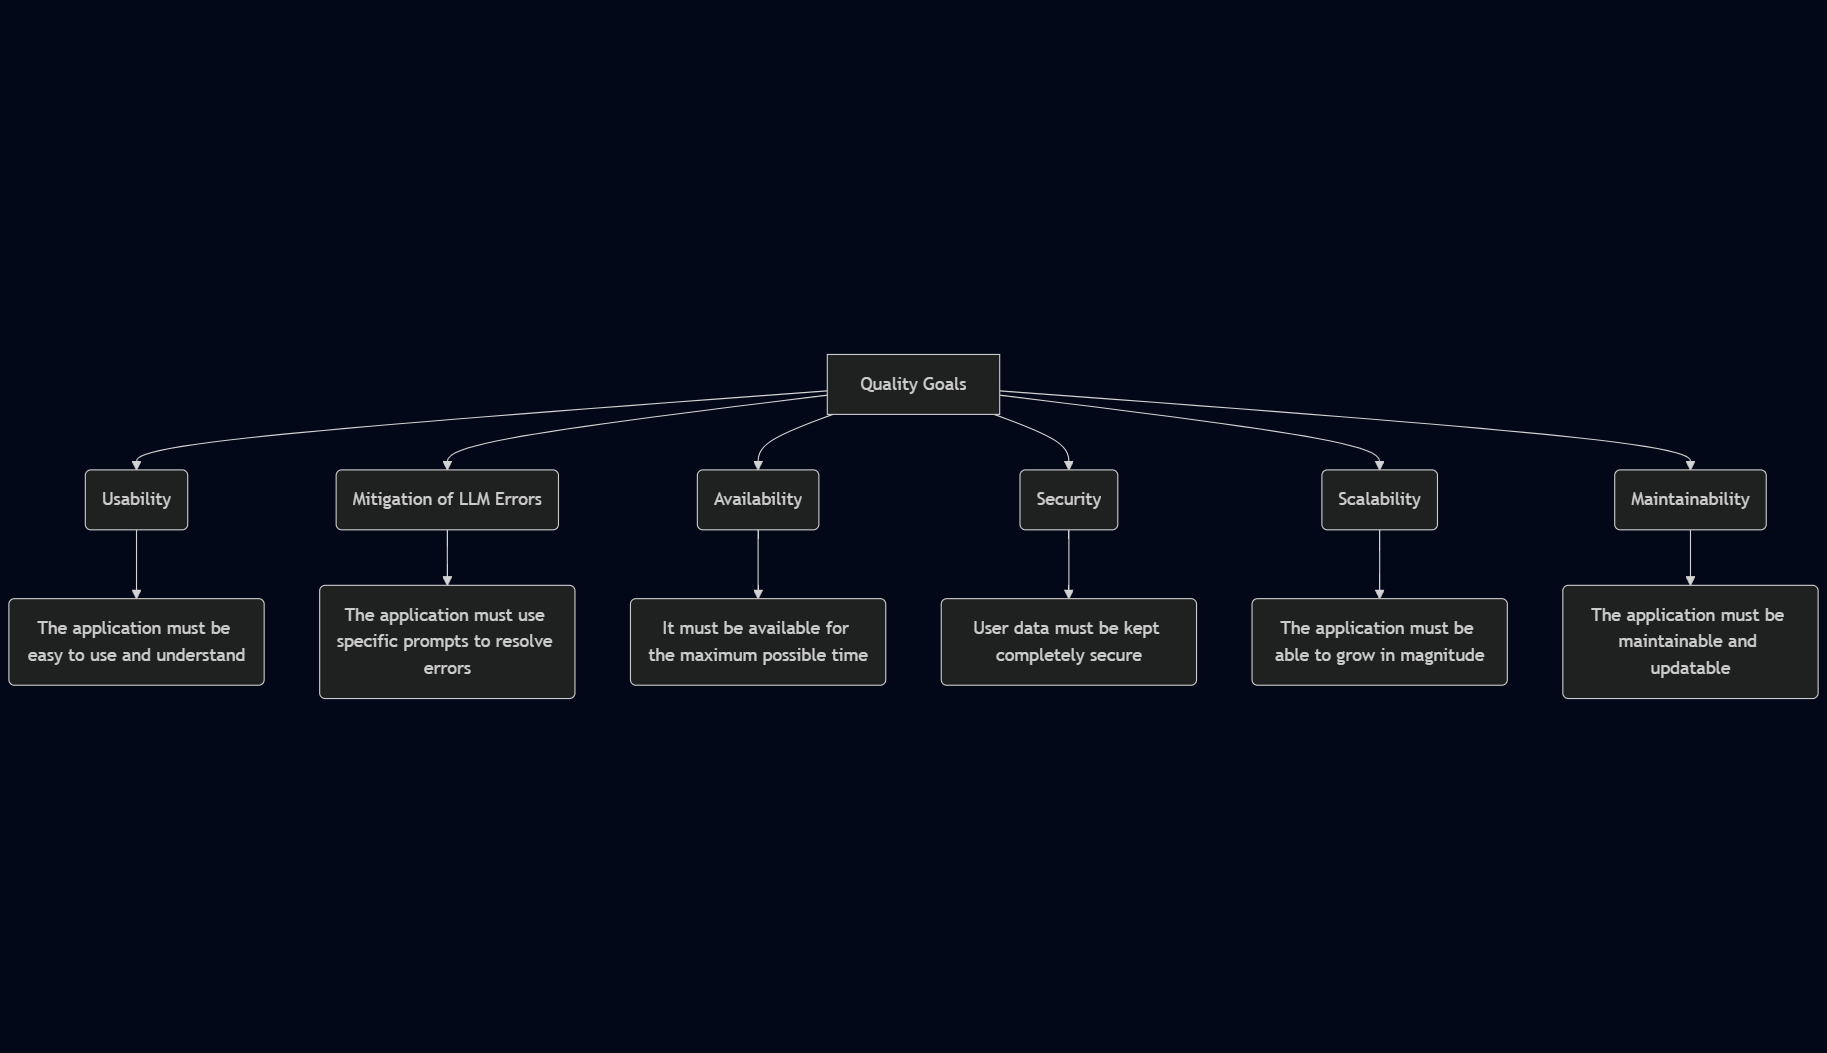 Quality Goals
Usability
Mitigation of LLM Errors
Availability
Security
Scalability
Maintainability
The application must be
easy to use and understand
The application must use
specific prompts to resolve
errors
It must be available for
the maximum possible time
User data must be kept
completely secure
The application must be
able to grow in magnitude
The application must be
maintainable and
updatable